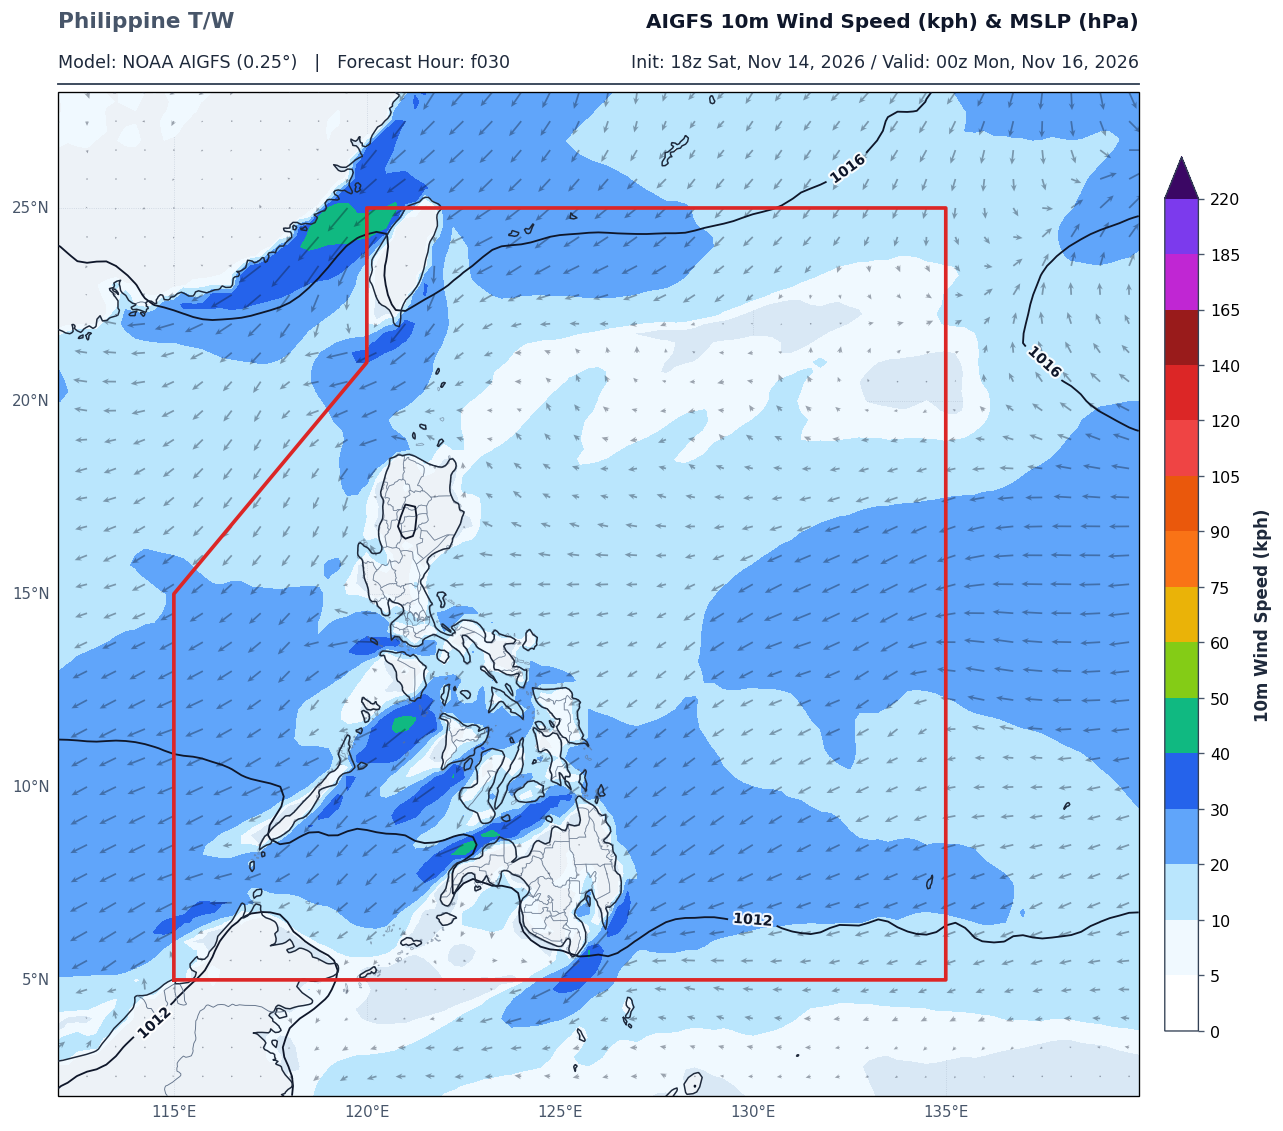 Philippine T/W
AIGFS 10m Wind Speed (kph) & MSLP (hPa)
Model: NOAA AIGFS (0.25°) | Forecast Hour: f030
Init: 18z Sat, Nov 14, 2026 / Valid: 00z Mon, Nov 16, 2026
1016
1016
1012
1012
25°N
20°N
15°N
10°N
5°N
115°E
120°E
125°E
130°E
135°E
220
185
165
140
120
105
90
75
60
50
40
30
20
10
5
0
10m Wind Speed (kph)